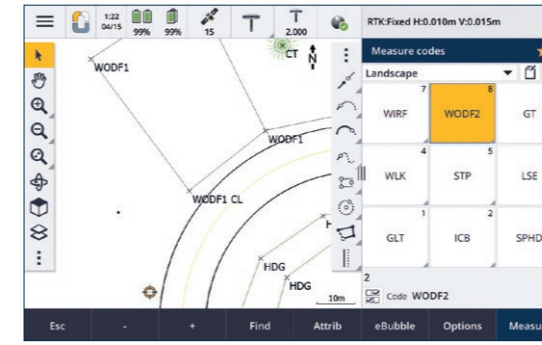 1:22
04/15
99%
99%
15
2.000
RTK:Fixed H:0.010m V:0.015m
Measure codes
Landscape
7
WIRF
8
WODF2
GT
4
WLK
5
STP
LSE
1
GLT
2
ICB
SPHD
2
Code WODF2
WODF1
CT
N
WODF1
WODF1 CL
HDG
HDG
10m
Esc
-
+
Find
Attrib
eBubble
Options
Measu